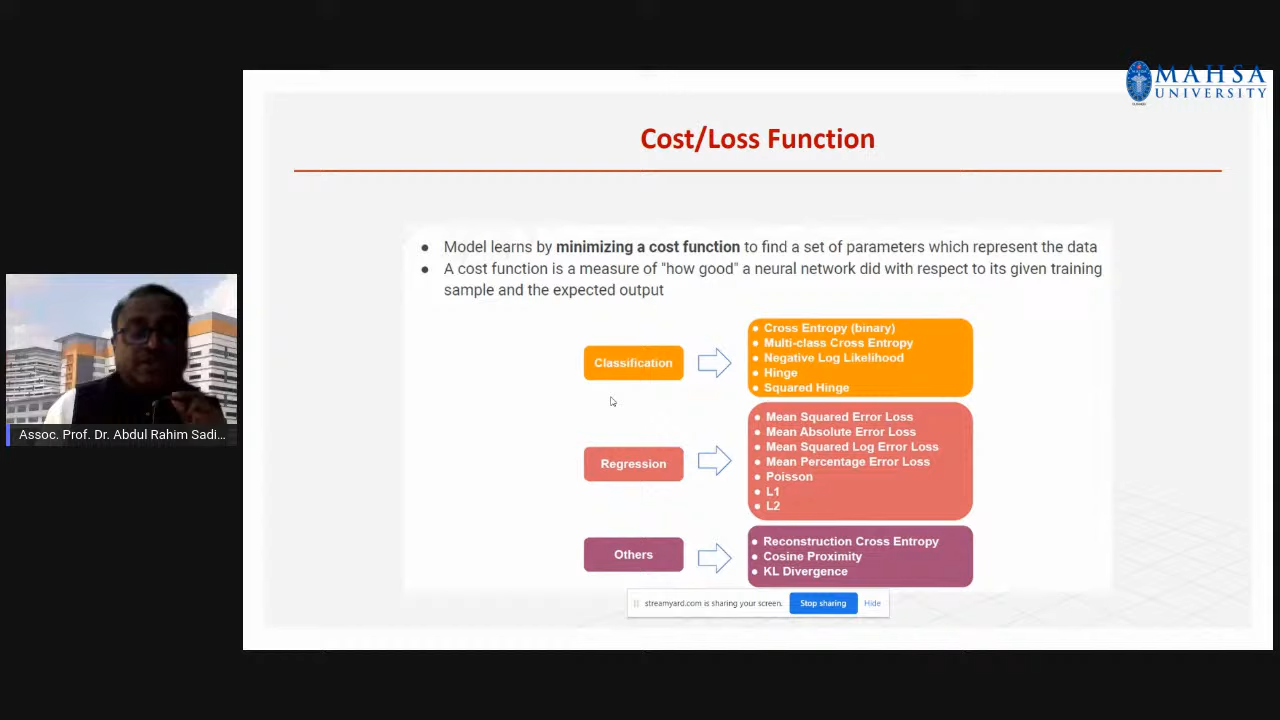 MAHSA
UNIVERSITY
Cost/Loss Function
● Model learns by minimizing a cost function to find a set of parameters which represent the data
● A cost function is a measure of "how good" a neural network did with respect to its given training
sample and the expected output
Classification
● Cross Entropy (binary)
● Multi-class Cross Entropy
● Negative Log Likelihood
● Hinge
● Squared Hinge
Regression
● Mean Squared Error Loss
● Mean Absolute Error Loss
● Mean Squared Log Error Loss
● Mean Percentage Error Loss
● Poisson
● L1
● L2
Others
● Reconstruction Cross Entropy
● Cosine Proximity
● KL Divergence
streamyard.com is sharing your screen. Stop sharing Hide
Assoc. Prof. Dr. Abdul Rahim Sadi...